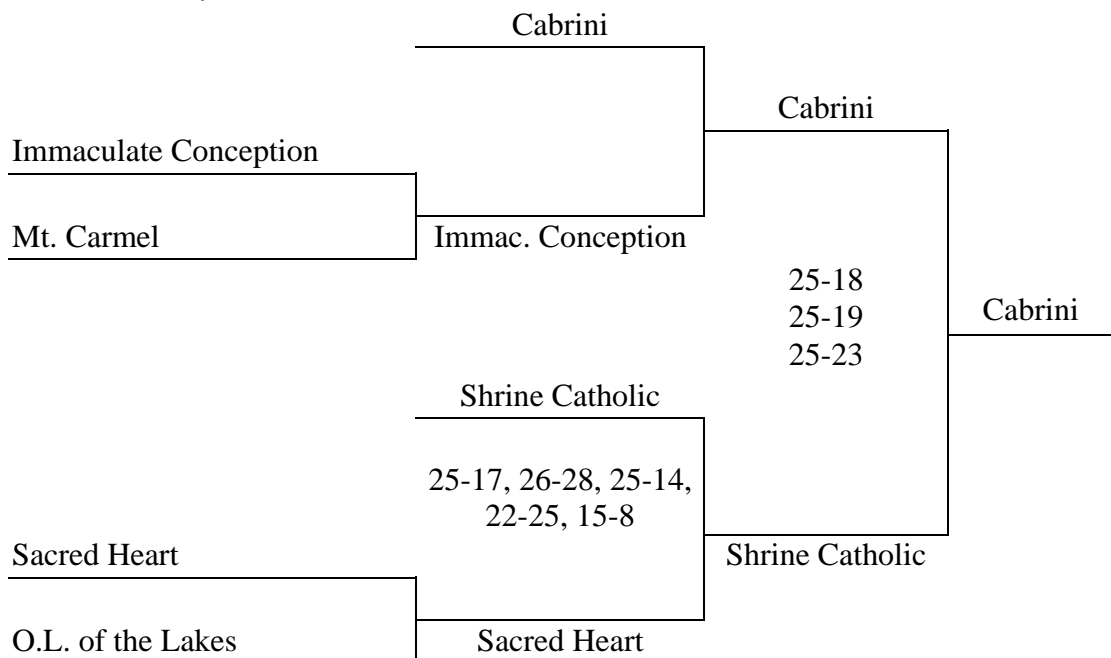 Cabrini
Cabrini
Immaculate Conception
Mt. Carmel
Immac. Conception
25-18
25-19
25-23
Cabrini
Shrine Catholic
25-17, 26-28, 25-14,
22-25, 15-8
Sacred Heart
Shrine Catholic
O.L. of the Lakes
Sacred Heart